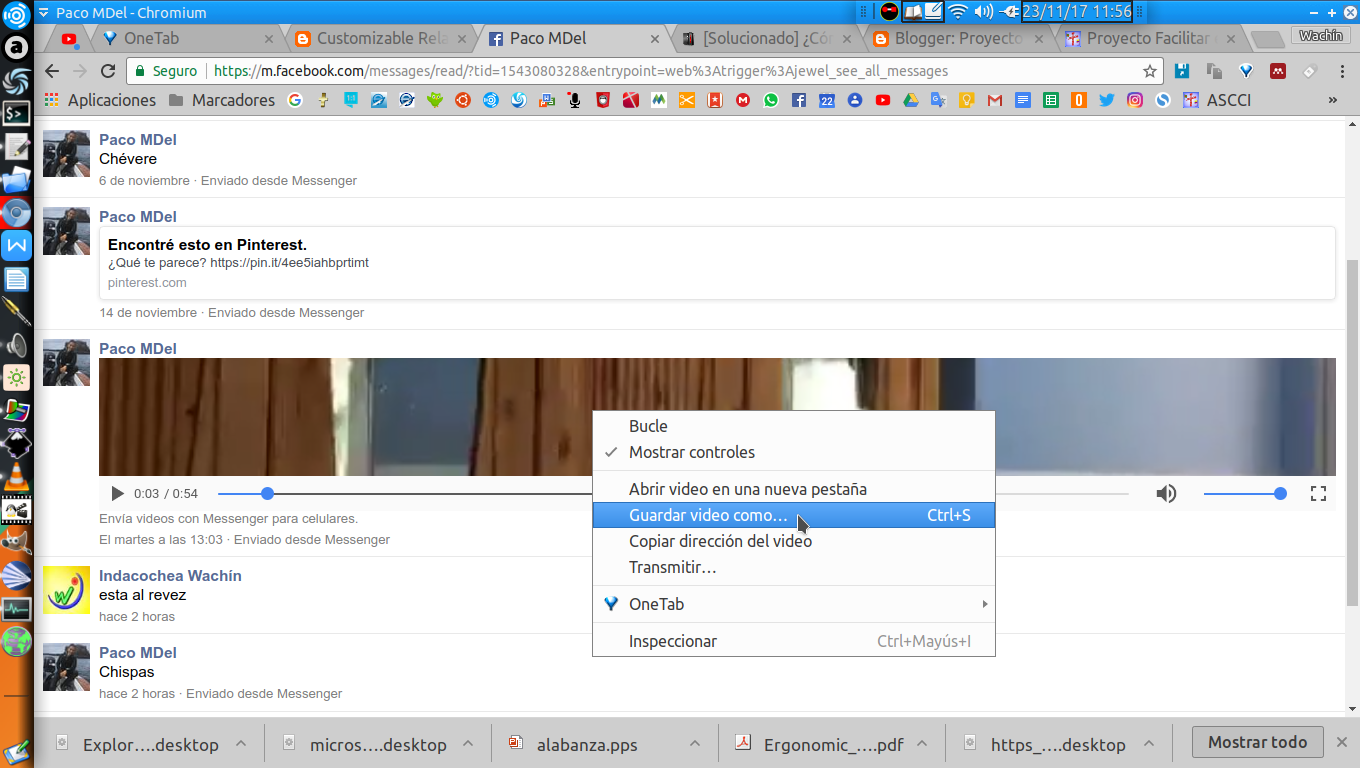 Paco MDel - Chromium
23/11/17 11:56
OneTab
Customizable Rela
Paco MDel
[Solucionado] ¿Cór
Blogger: Proyecto
Proyecto Facilitar
Wachin
Seguro
https://m.facebook.com/messages/read/?tid=1543080328&entrypoint=web%3Atrigger%3Ajewel_see_all_messages
Aplicaciones
Marcadores
22
ASCCI
»
Paco MDel
Chévere
6 de noviembre · Enviado desde Messenger
Paco MDel
Encontré esto en Pinterest.
¿Qué te parece? https://pin.it/4ee5iahbprtimt
pinterest.com
14 de noviembre · Enviado desde Messenger
Paco MDel
0:03 / 0:54
Envía videos con Messenger para celulares.
El martes a las 13:03 · Enviado desde Messenger
Bucle
Mostrar controles
Abrir video en una nueva pestaña
Guardar video como... Ctrl+S
Copiar dirección del video
Transmitir...
OneTab
Inspeccionar Ctrl+Mayús+I
Indacochea Wachín
esta al revez
hace 2 horas
Paco MDel
Chispas
hace 2 horas · Enviado desde Messenger
Explor....desktop
micros....desktop
alabanza.pps
Ergonomic_....pdf
https_....desktop
Mostrar todo